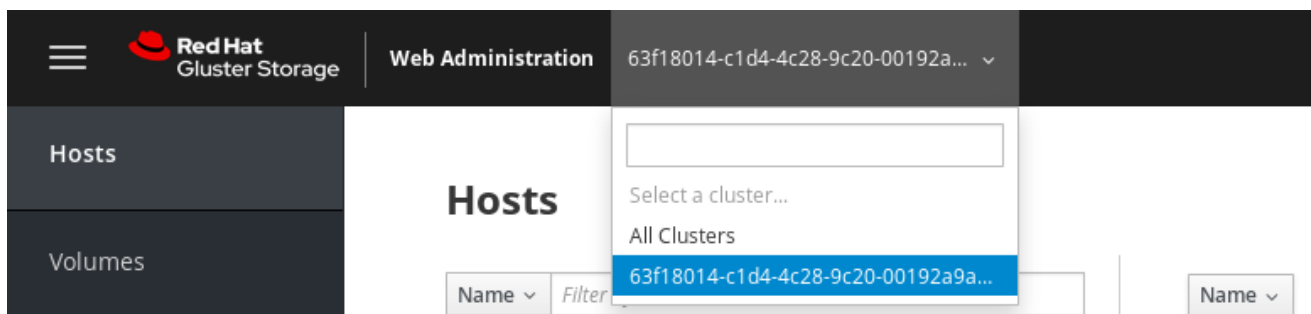 Red Hat
Gluster Storage
Web Administration
63f18014-c1d4-4c28-9c20-00192a...
Hosts
Volumes
Hosts
Select a cluster...
All Clusters
63f18014-c1d4-4c28-9c20-00192a9a...
Name
Filter
Name